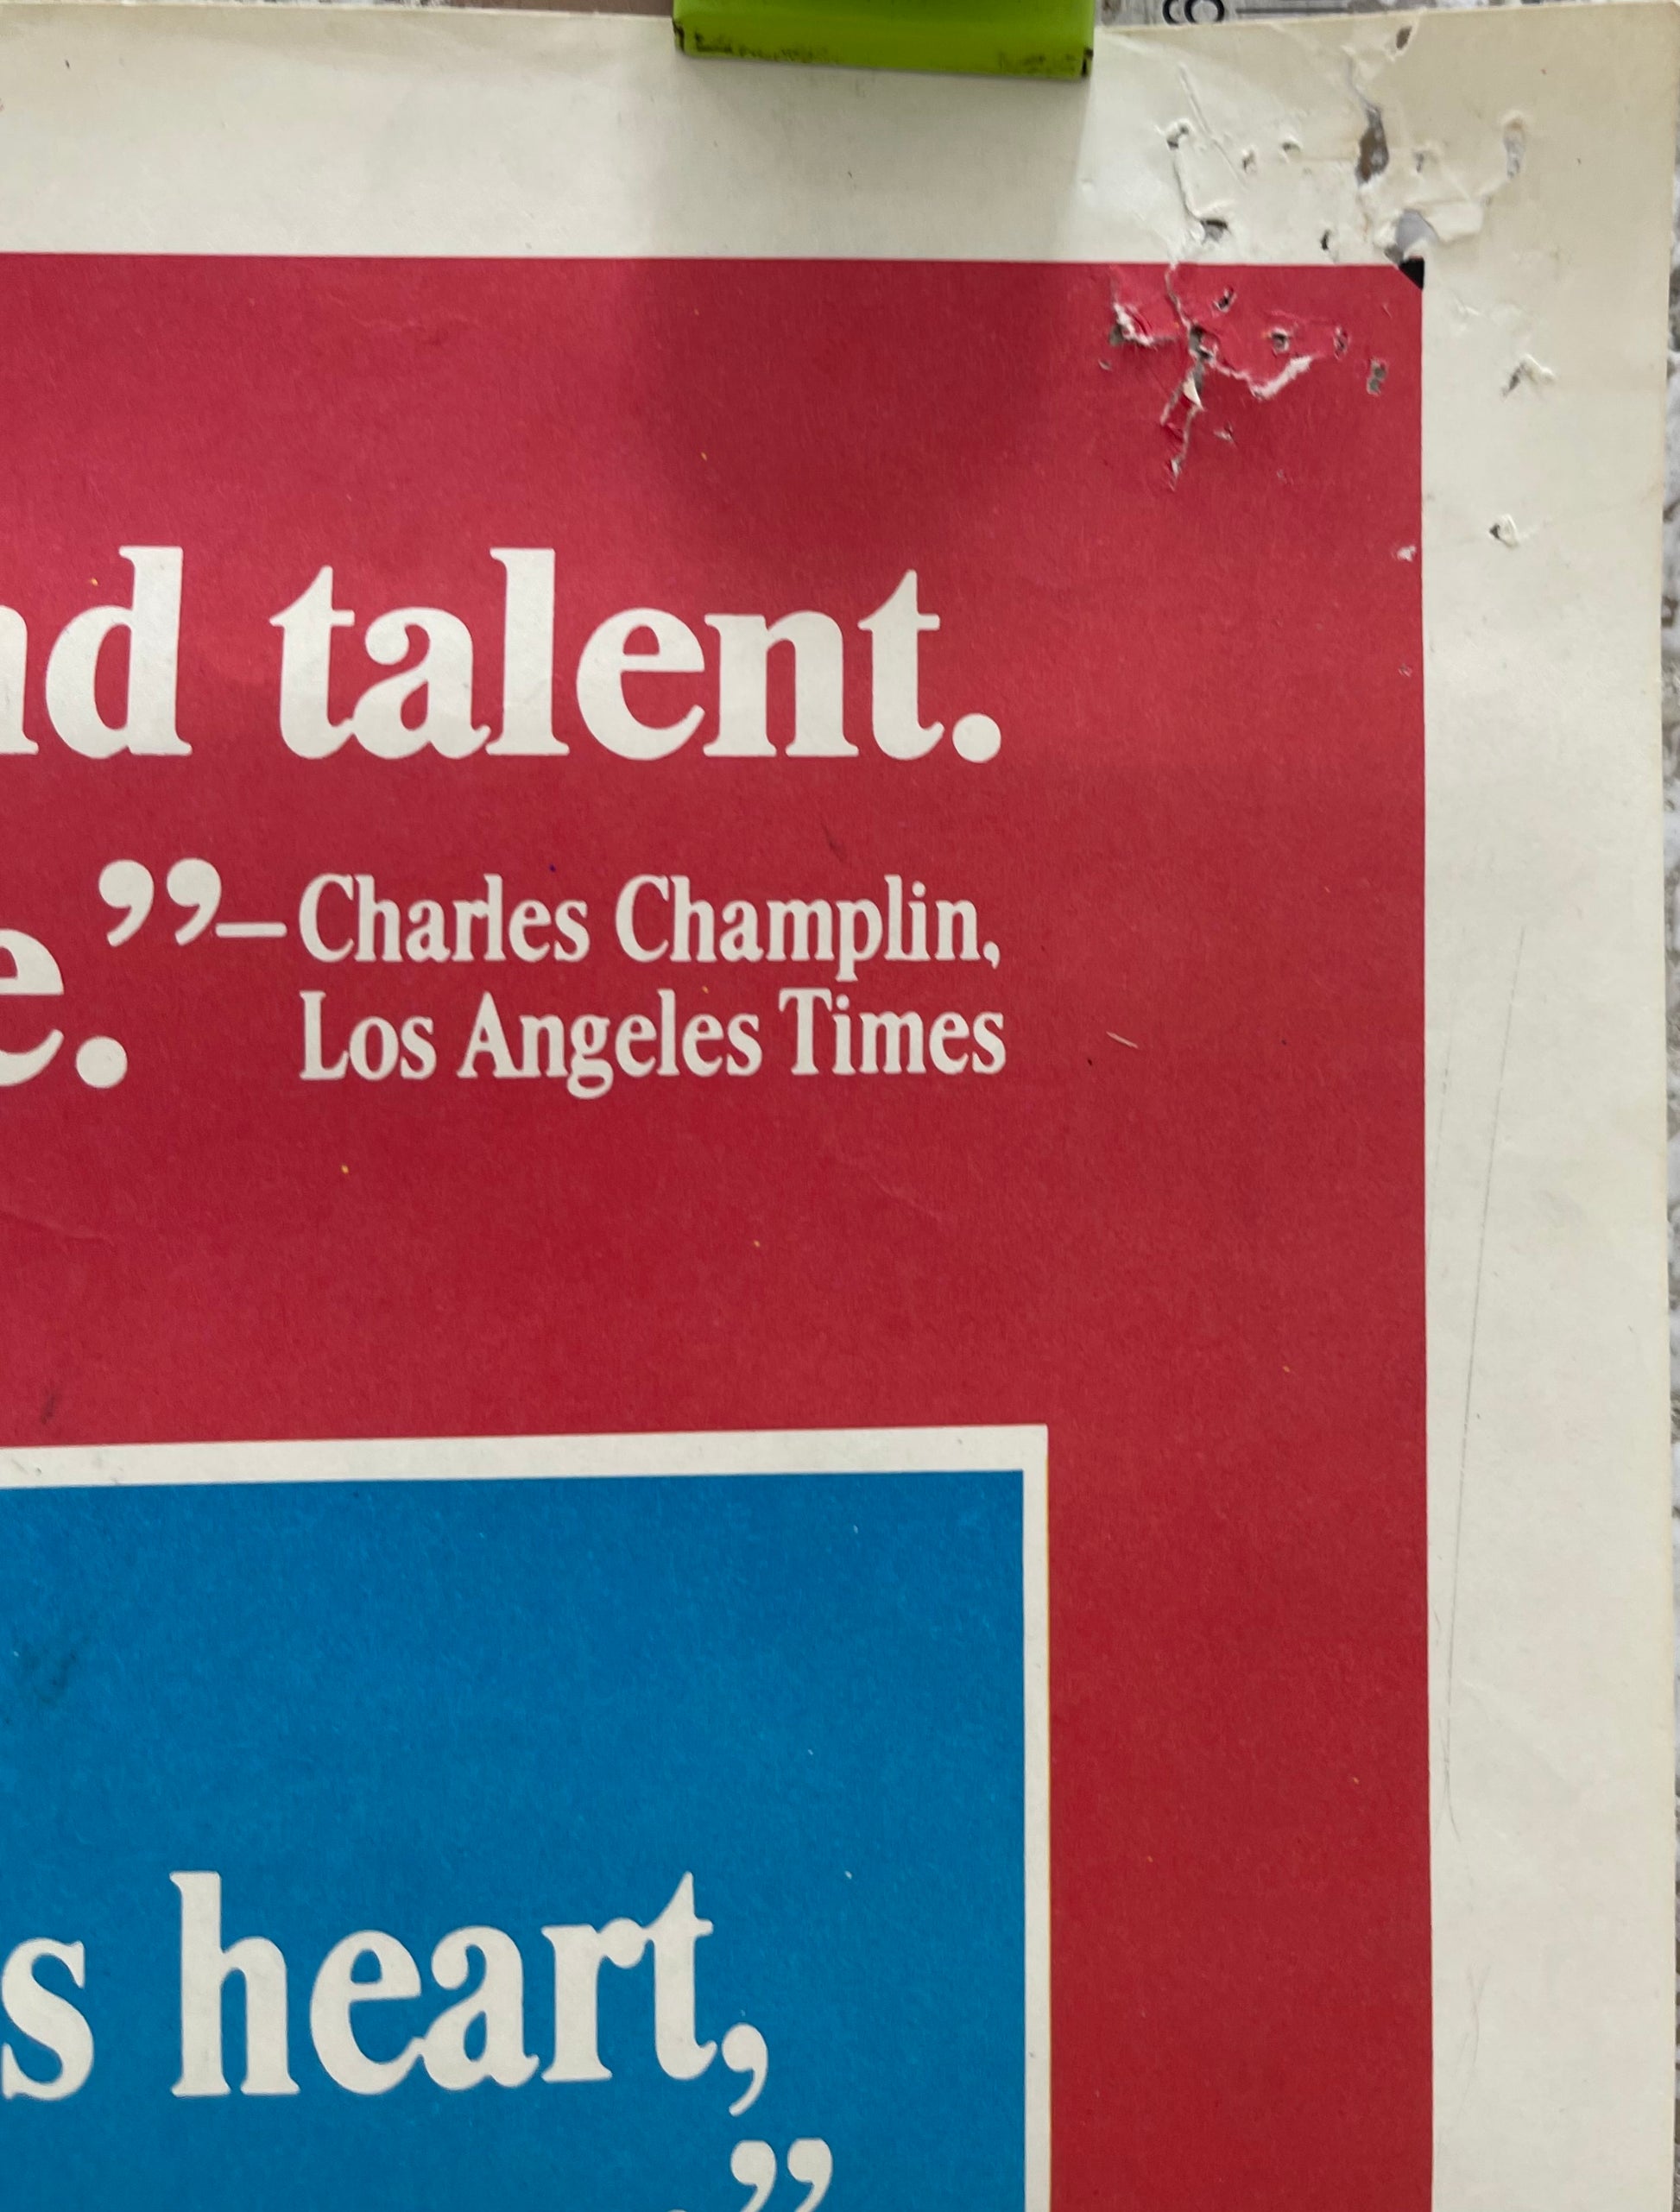 nd talent.
e.”–Charles Champlin,
Los Angeles Times
s heart,
”